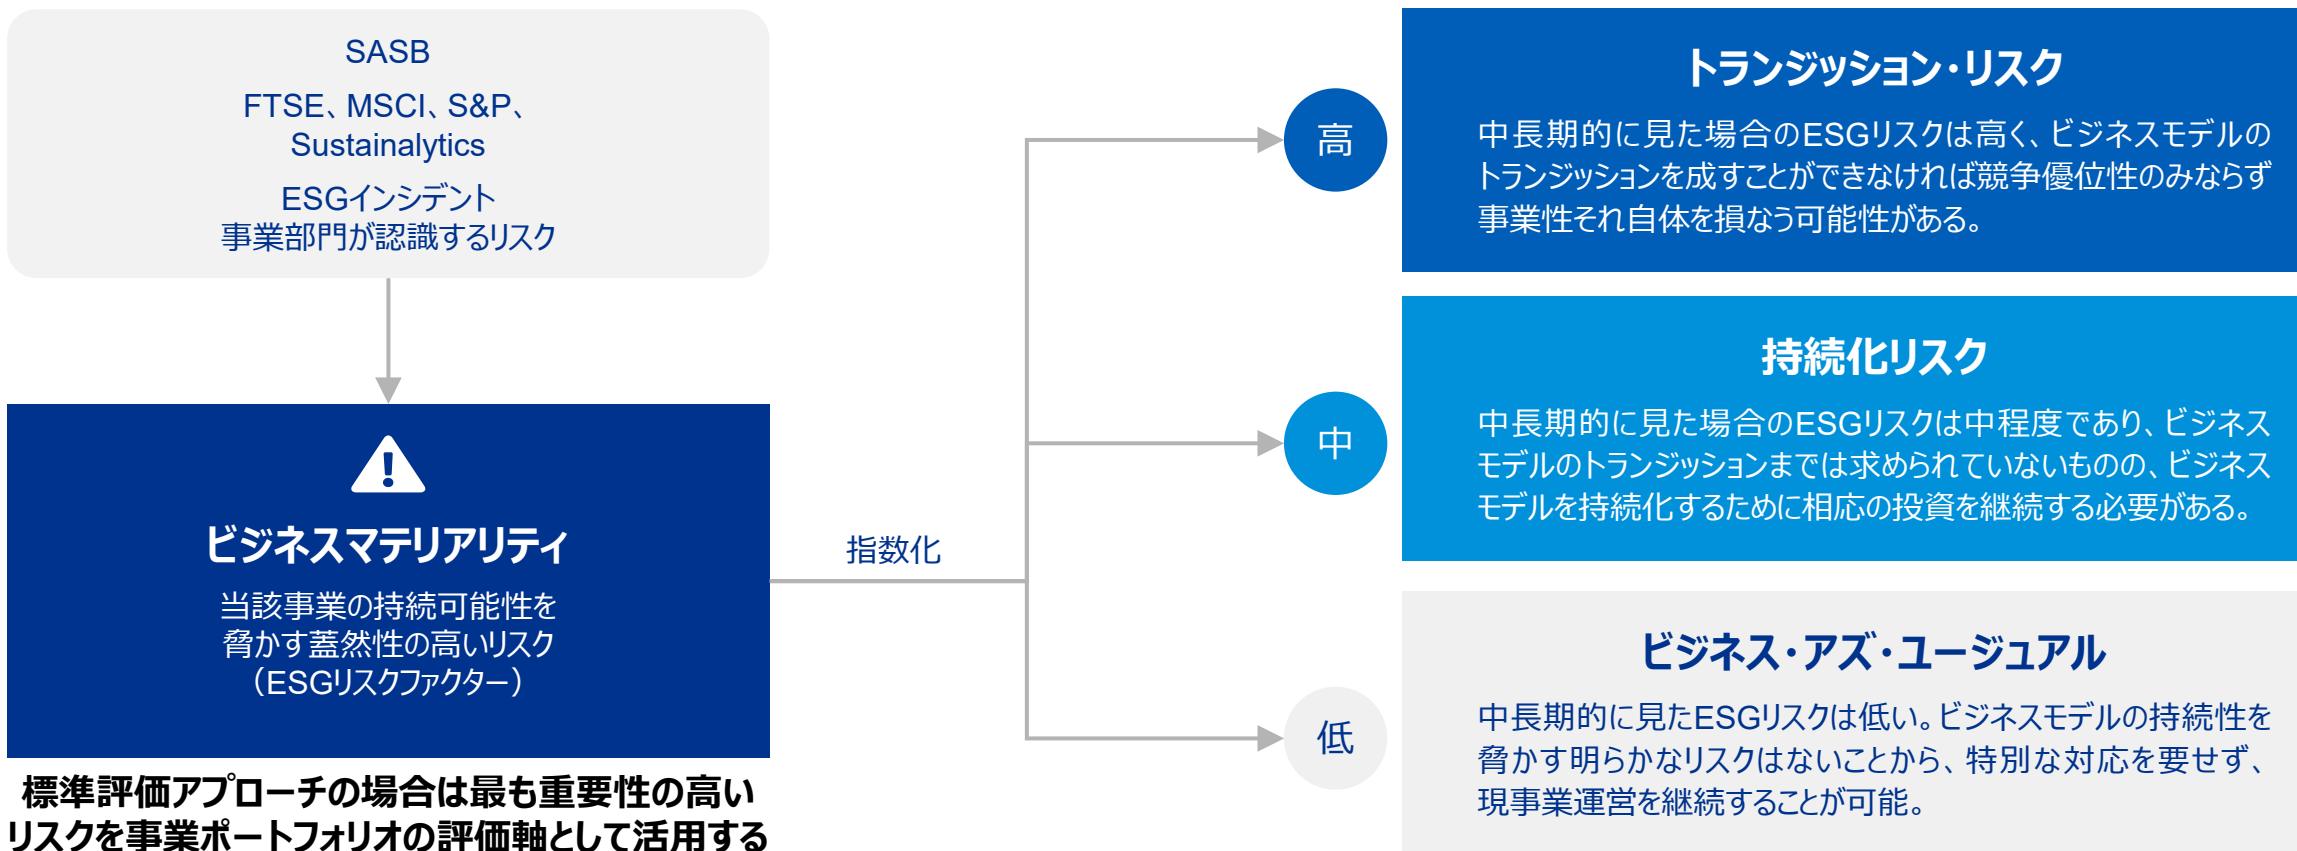 SASB
FTSE、MSCI、S&P、
Sustainalytics
ESGインシデント
事業部門が認識するリスク
ビジネスマテリアリティ
当該事業の持続可能性を
脅かす蓋然性の高いリスク
（ESGリスクファクター）
標準評価アプローチの場合は最も重要性の高い
リスクを事業ポートフォリオの評価軸として活用する
指数化
高
トランジッション・リスク
中長期的に見た場合のESGリスクは高く、ビジネスモデルの
トランジッションを成すことができなければ競争優位性のみならず
事業性それ自体を損なう可能性がある。
中
持続化リスク
中長期的に見た場合のESGリスクは中程度であり、ビジネス
モデルのトランジッションまでは求められていないものの、ビジネス
モデルを持続化するために相応の投資を継続する必要がある。
低
ビジネス・アズ・ユージュアル
中長期的に見たESGリスクは低い。ビジネスモデルの持続性を
脅かす明らかなリスクはないことから、特別な対応を要せず、
現事業運営を継続することが可能。